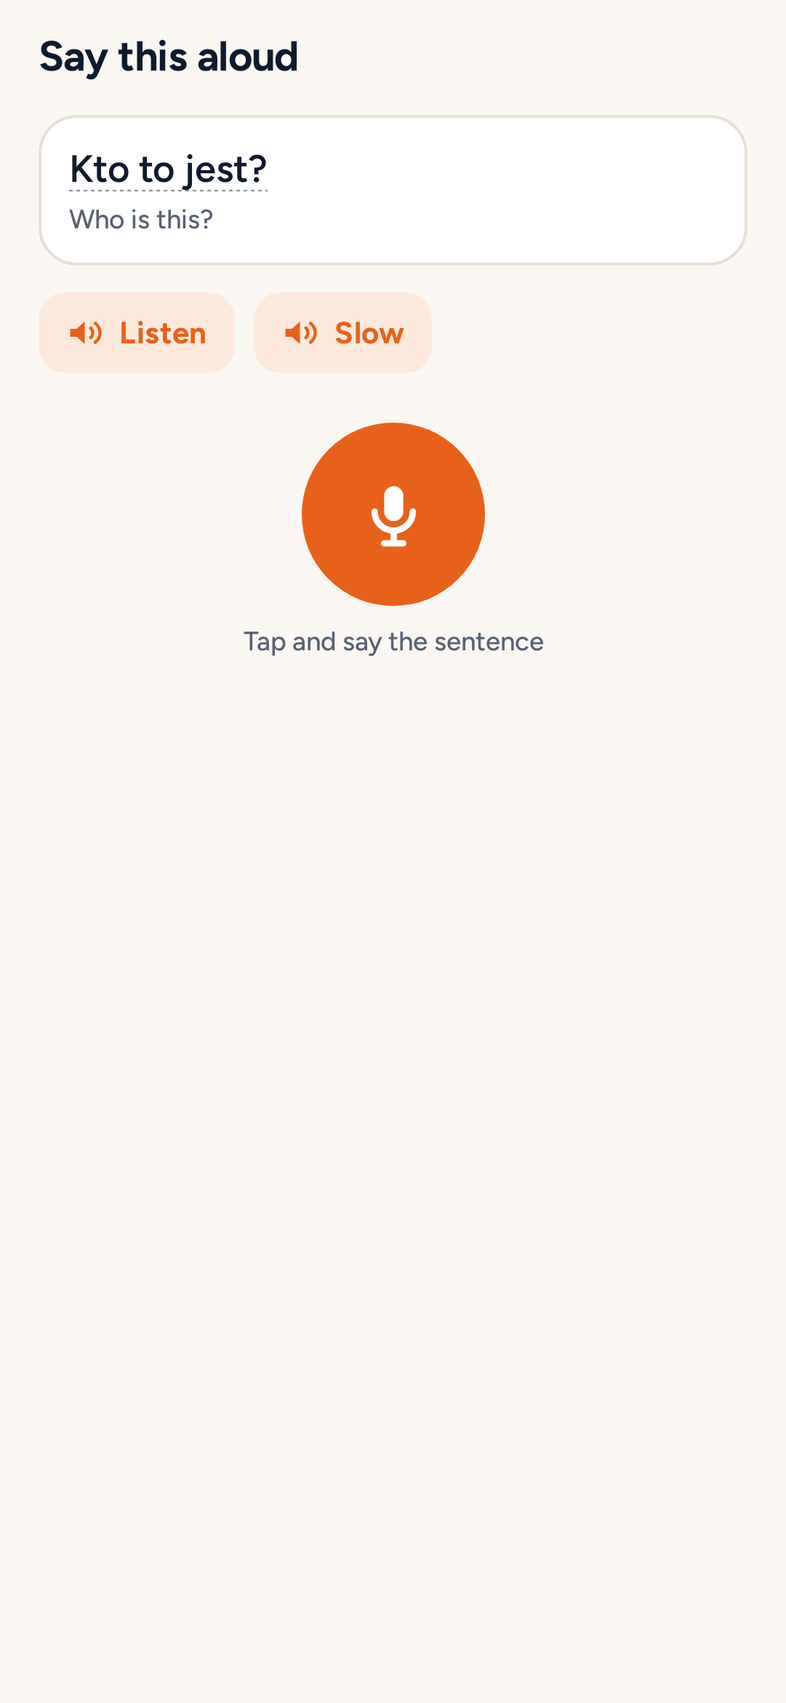 Say this aloud
Kto to jest?
Who is this?
Listen
Slow
Tap and say the sentence